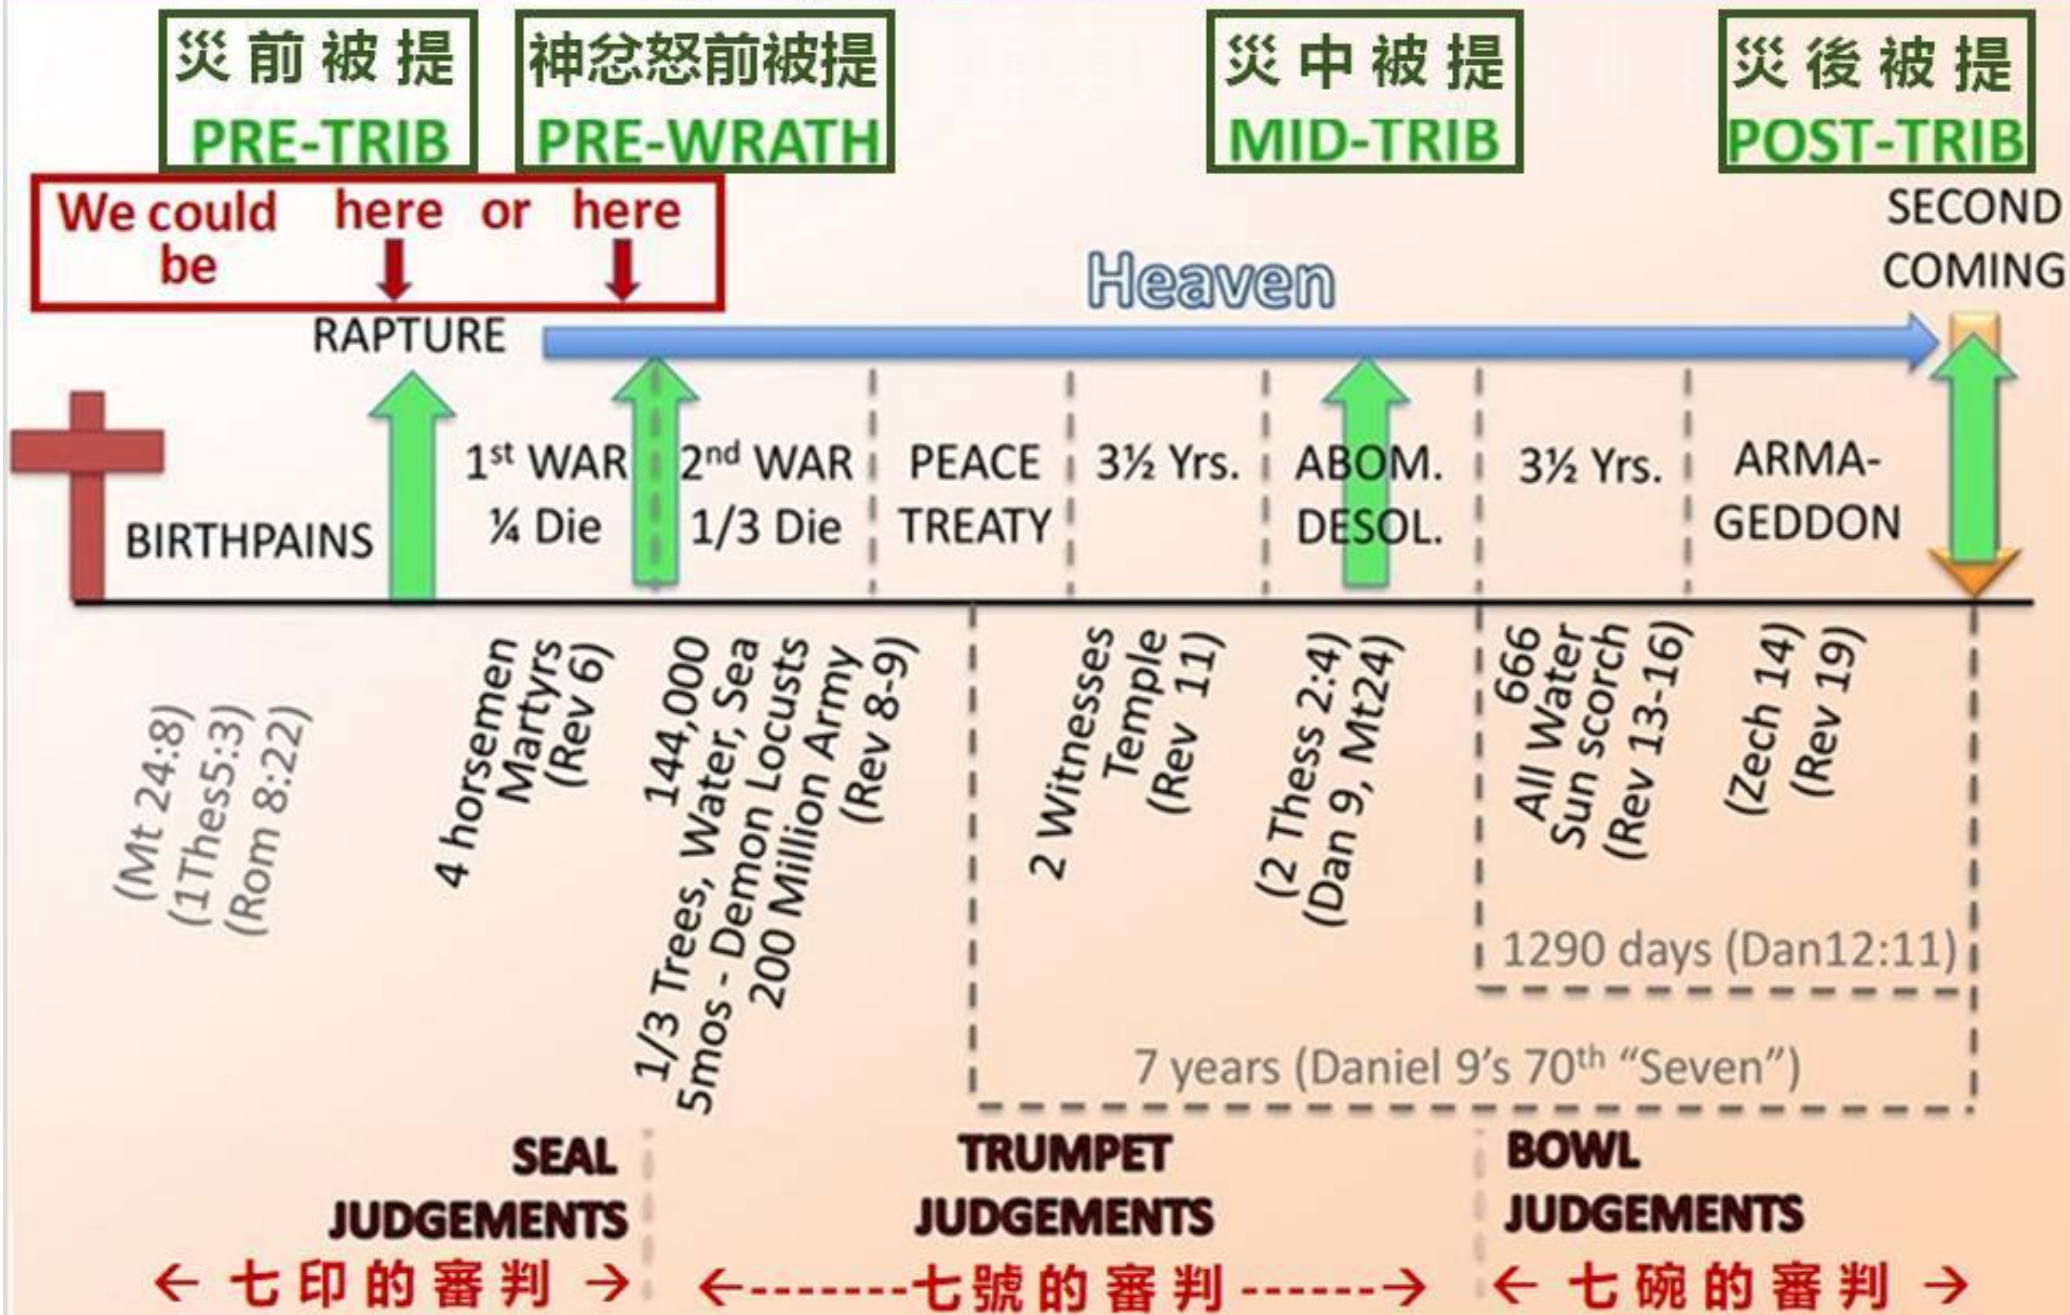 災前被提
PRE-TRIB
神忿怒前被提
PRE-WRATH
災中被提
MID-TRIB
災後被提
POST-TRIB
We could here or here
be
SECOND
COMING
Heaven
RAPTURE
BIRTHPAINS
1st WAR
¼ Die
2nd WAR
1/3 Die
PEACE
TREATY
3½ Yrs.
ABOM.
DESOL.
3½ Yrs.
ARMA-
GEDDON
(Mt 24:8)
(1Thess5:3)
(Rom 8:22)
4 horsemen
Martyrs
(Rev 6)
144,000
1/3 Trees, Water, Sea
5mos - Demon Locusts
200 Million Army
(Rev 8-9)
2 Witnesses
Temple
(Rev 11)
(2 Thess 2:4)
(Dan 9, Mt24)
666
All Water
Sun scorch
(Rev 13-16)
(Zech 14)
(Rev 19)
1290 days (Dan12:11)
7 years (Daniel 9’s 70th “Seven”)
SEAL
JUDGEMENTS
TRUMPET
JUDGEMENTS
BOWL
JUDGEMENTS
← 七印的審判 →
←-------七號的審判------→
← 七碗的審判 →